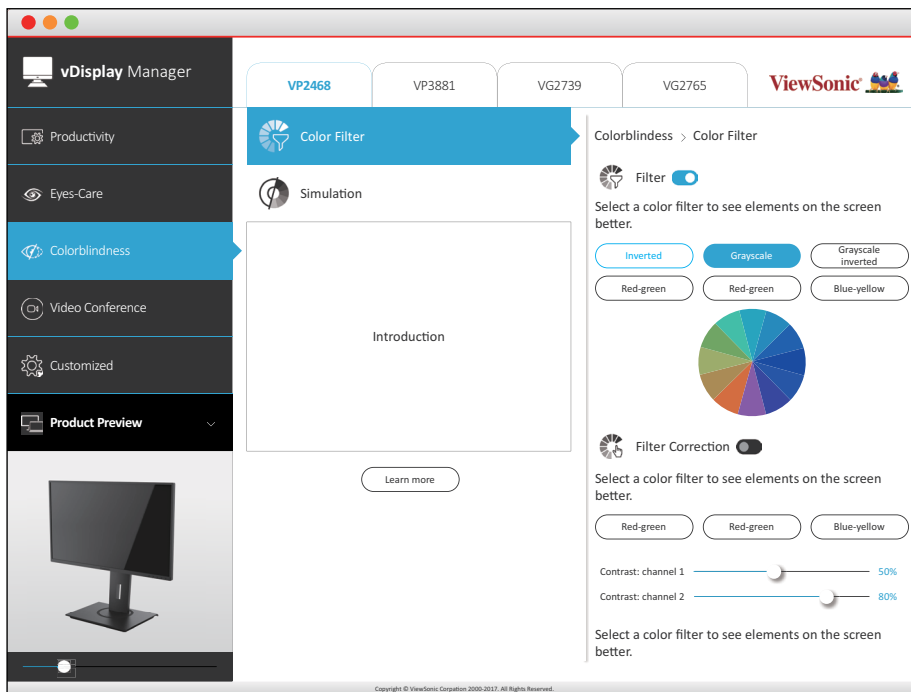 vDisplay Manager
VP2468
VP3881
VG2739
VG2765
ViewSonic
Productivity
Eyes-Care
Colorblindness
Video Conference
Customized
Product Preview
Color Filter
Simulation
Introduction
Learn more
Colorblindeess > Color Filter
Filter
Select a color filter to see elements on the screen
better.
Inverted
Grayscale
Grayscale
inverted
Red-green
Red-green
Blue-yellow
Filter Correction
Select a color filter to see elements on the screen
better.
Red-green
Red-green
Blue-yellow
Contrast: channel 1 50%
Contrast: channel 2 80%
Select a color filter to see elements on the screen
better.
Copyright © ViewSonic Corpation 2000-2017. All Rights Reserved.